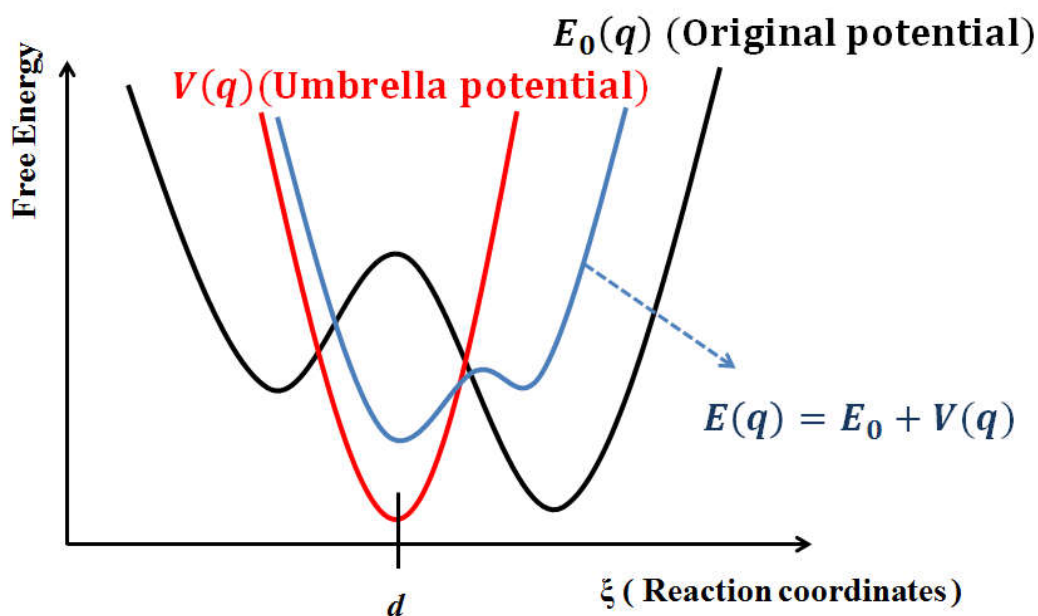 E₀(q) (Original potential)
V(q)(Umbrella potential)
Free Energy
E(q) = E₀ + V(q)
d
ξ ( Reaction coordinates)